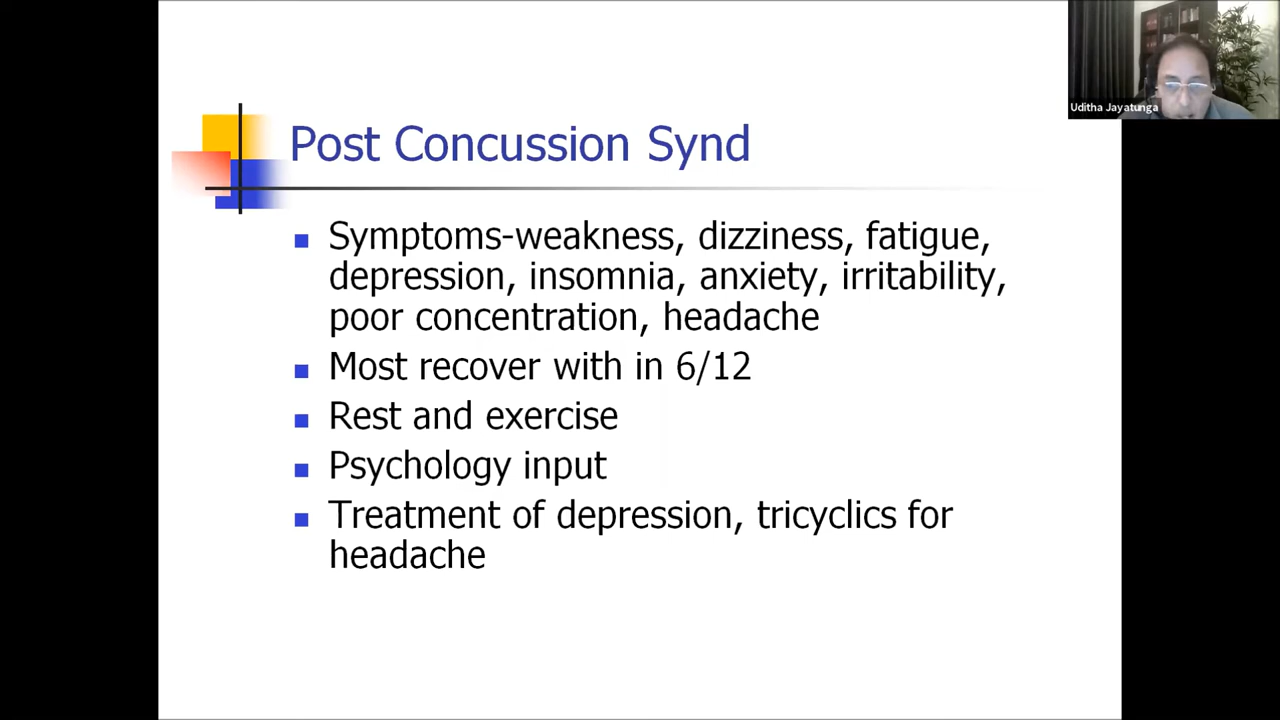 Uditha Jayatunga
Post Concussion Synd
Symptoms-weakness, dizziness, fatigue,
depression, insomnia, anxiety, irritability,
poor concentration, headache
Most recover with in 6/12
Rest and exercise
Psychology input
Treatment of depression, tricyclics for
headache